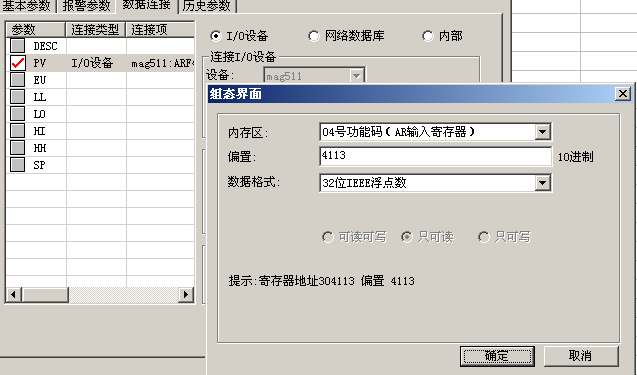 基本参数 报警参数 数据连接 历史参数
参数 连接类型 连接项
DESC
PV I/O设备 mag511:ARF4
EU
LL
LO
HI
HH
SP
I/O设备 网络数据库 内部
连接I/O设备
设备: mag511
组态界面
内存区: 04号功能码(AR输入寄存器)
偏置: 4113 10进制
数据格式: 32位IEEE浮点数
可读可写 只可读 只可写
提示:寄存器地址304113 偏置 4113
确定 取消